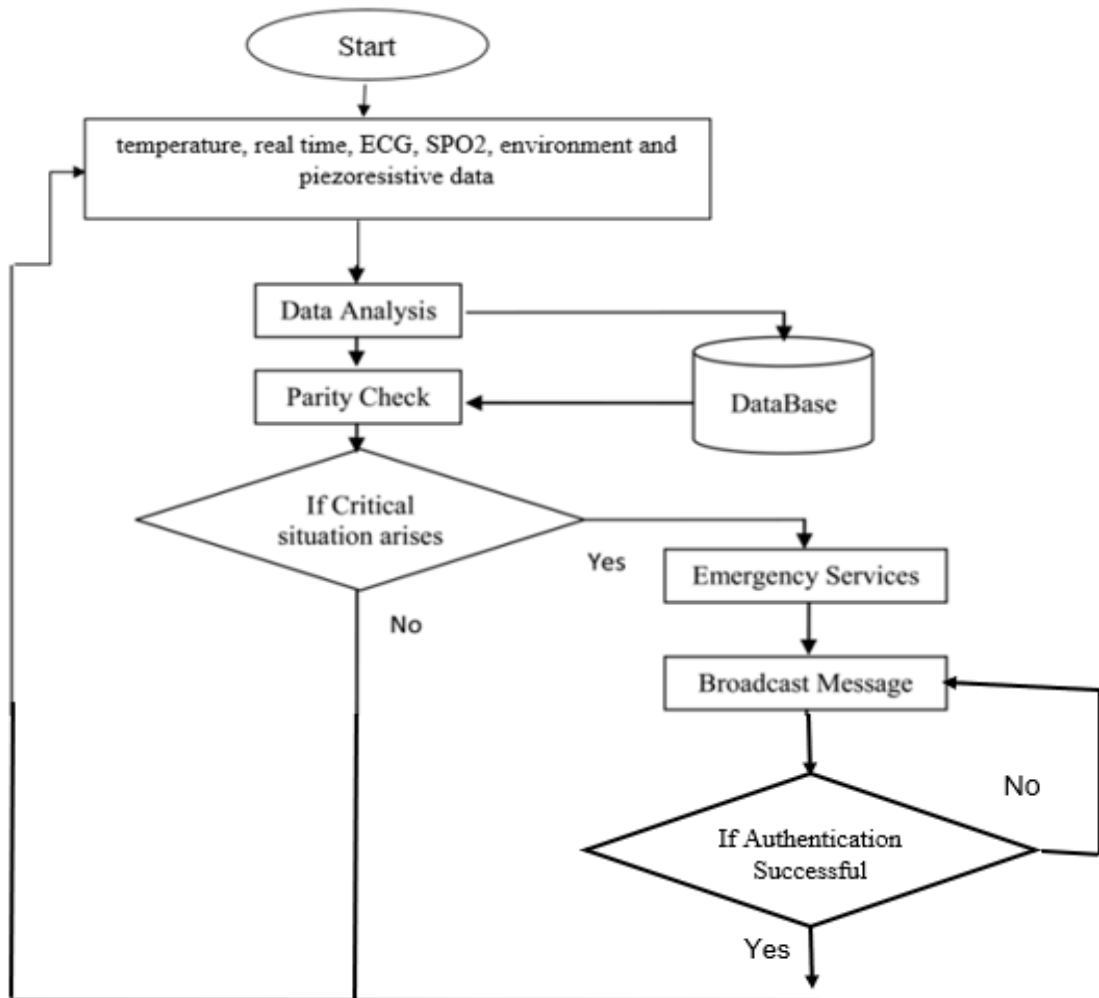 Start
temperature, real time, ECG, SPO2, environment and
piezoresistive data
Data Analysis
Parity Check
DataBase
If Critical
situation arises
Yes
No
Emergency Services
Broadcast Message
No
If Authentication
Successful
Yes